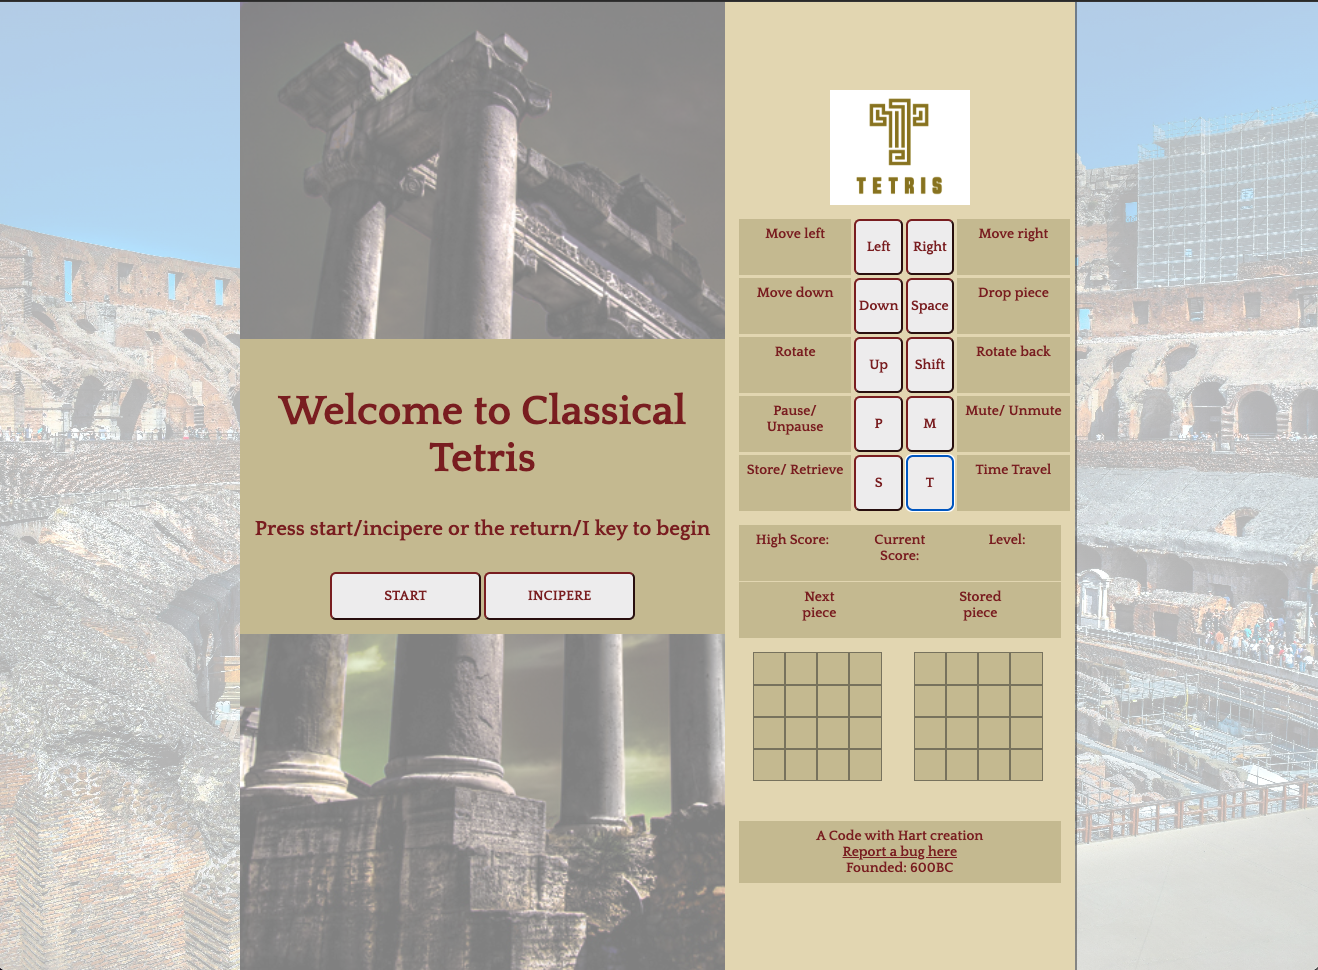 TETRIS
Move left
Left
Right
Move right
Move down
Down
Space
Drop piece
Rotate
Up
Shift
Rotate back
Pause/
Unpause
P
M
Mute/ Unmute
Store/ Retrieve
S
T
Time Travel
Welcome to Classical
Tetris
Press start/incipere or the return/I key to begin
START
INCIPERE
High Score:
Current
Score:
Level:
Next
piece
Stored
piece
A Code with Hart creation
Report a bug here
Founded: 600BC